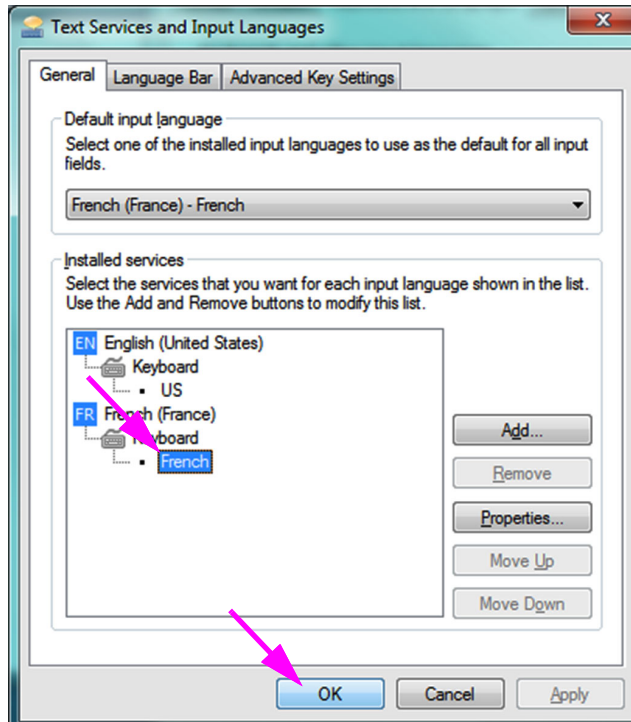 Text Services and Input Languages
General Language Bar Advanced Key Settings
Default input language
Select one of the installed input languages to use as the default for all input
fields.
French (France) - French
Installed services
Select the services that you want for each input language shown in the list.
Use the Add and Remove buttons to modify this list.
EN English (United States)
Keyboard
US
FR French (France)
Keyboard
French
Add...
Remove
Properties...
Move Up
Move Down
OK Cancel Apply